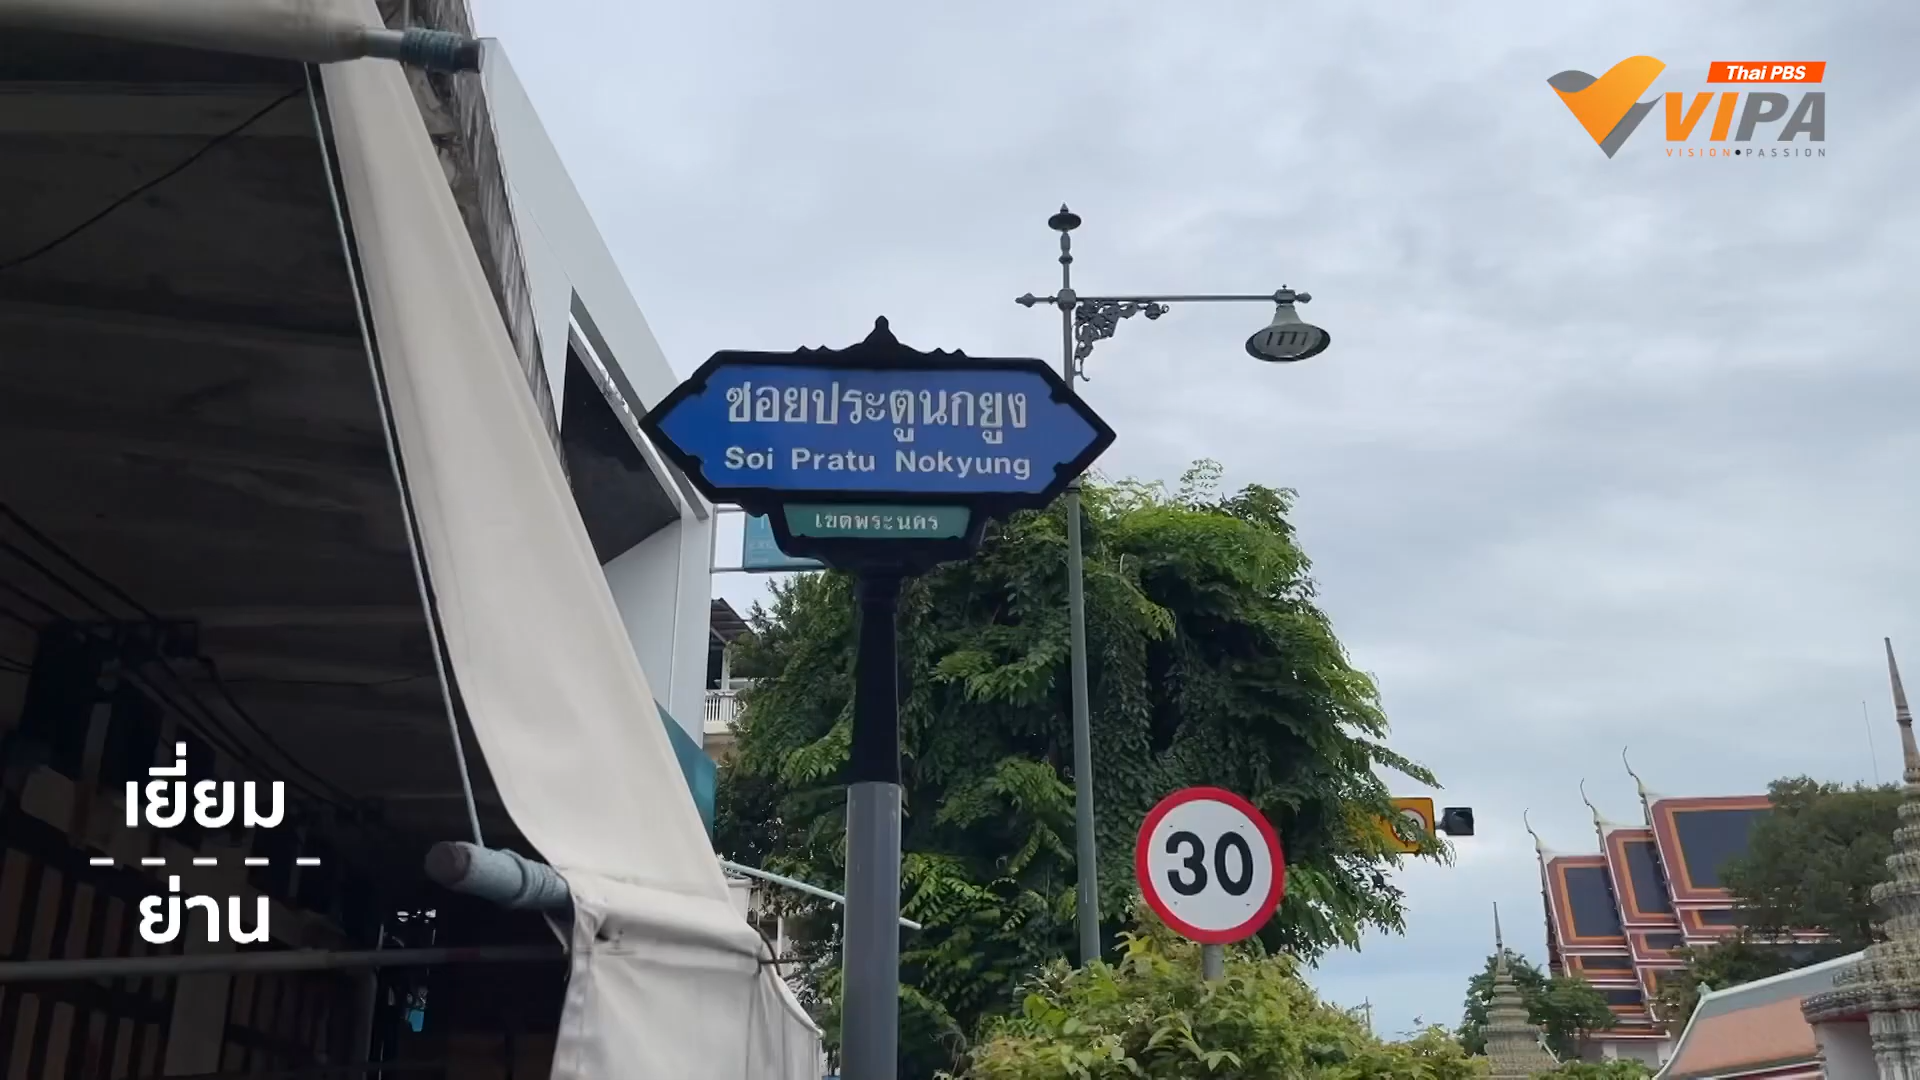 Thai PBS
VIPA
VISION•PASSION
ซอยประตูนกยูง
Soi Pratu Nokyung
เขตพระนคร
30
เยี่ยม
ย่าน